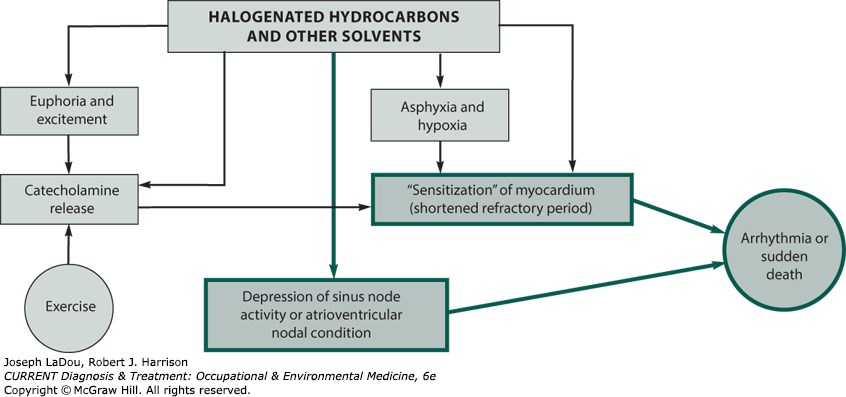 HALOGENATED HYDROCARBONS
AND OTHER SOLVENTS
Euphoria and
excitement
Asphyxia and
hypoxia
Catecholamine
release
“Sensitization” of myocardium
(shortened refractory period)
Arrhythmia or
sudden
death
Exercise
Depression of sinus node
activity or atrioventricular
nodal condition
Joseph LaDou, Robert J. Harrison
CURRENT Diagnosis & Treatment: Occupational & Environmental Medicine, 6e
Copyright © McGraw Hill. All rights reserved.